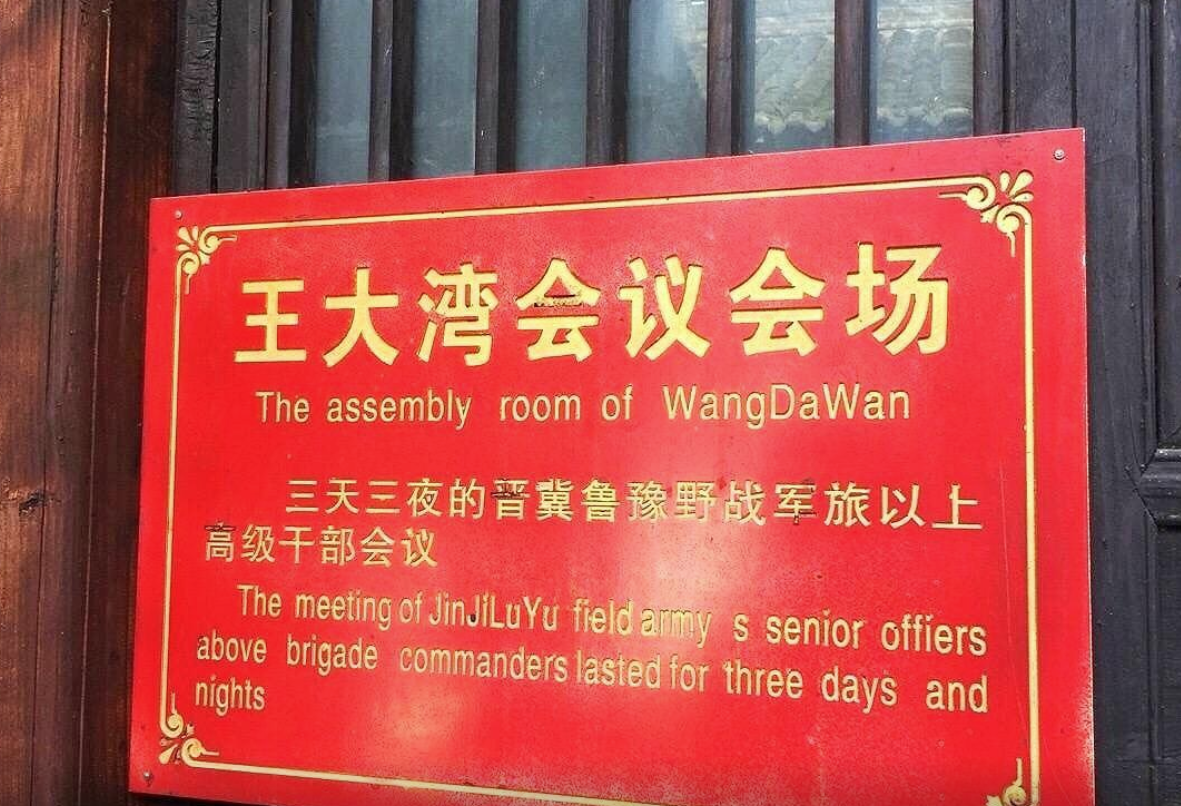 王大湾会议会场
The assembly room of WangDaWan
三天三夜的晋冀鲁豫野战军旅以上
高级干部会议
The meeting of JinJiLuYu field army s senior offiers
above brigade commanders lasted for three days and
nights